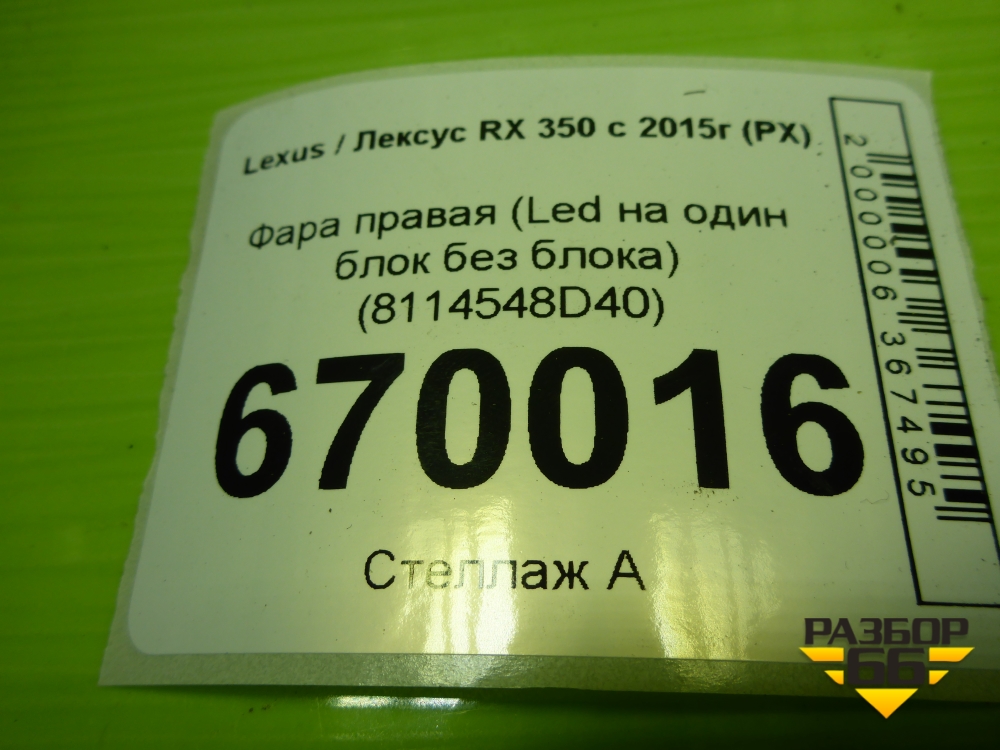 Lexus / Лексус RX 350 с 2015г (РХ)
Фара правая (Led на один
блок без блока)
(8114548D40)
670016
Стеллаж А
2000006367495
РАЗБОР
66